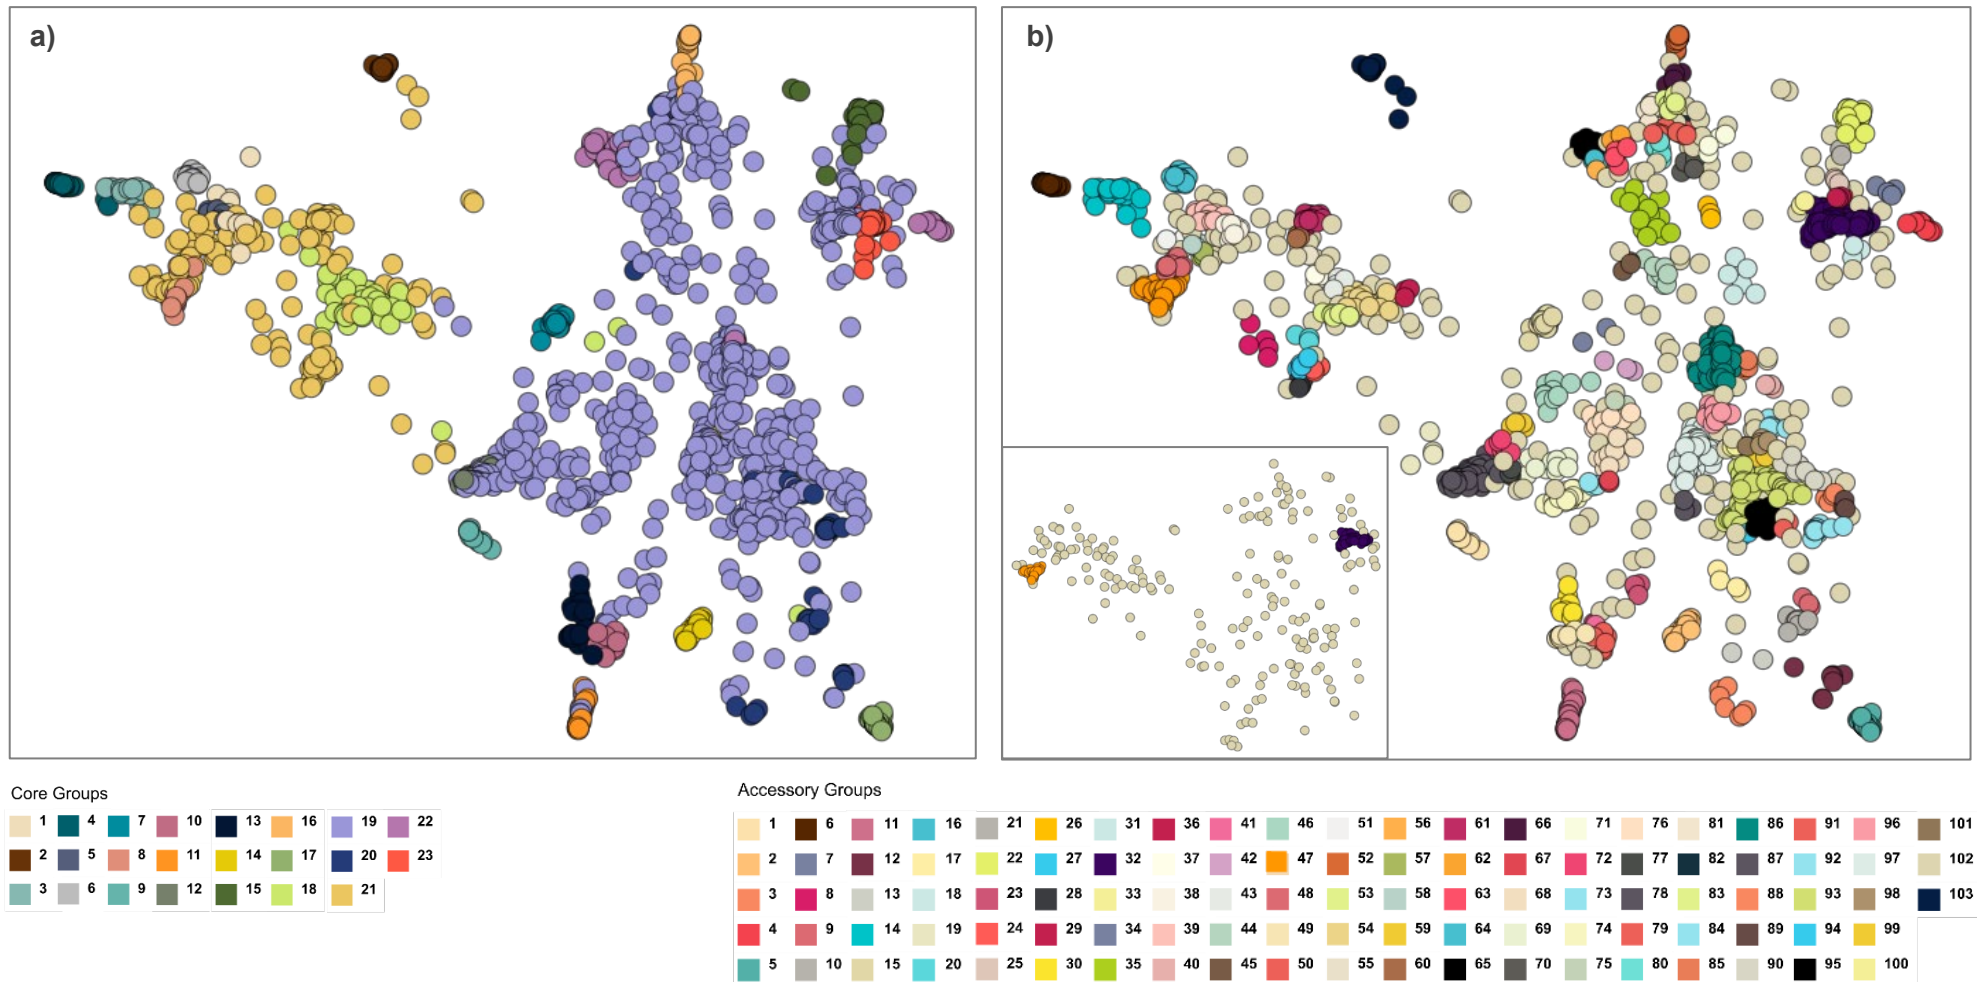 a)
b)
Core Groups
1 4 7 10 13 16 19 22
2 5 8 11 14 17 20 23
3 6 9 12 15 18 21
Accessory Groups
1 6 11 16 21 26 31 36 41 46 51 56 61 66 71 76 81 86 91 96 101
2 7 12 17 22 27 32 37 42 47 52 57 62 67 72 77 82 87 92 97 102
3 8 13 18 23 28 33 38 43 48 53 58 63 68 73 78 83 88 93 98 103
4 9 14 19 24 29 34 39 44 49 54 59 64 69 74 79 84 89 94 99
5 10 15 20 25 30 35 40 45 50 55 60 65 70 75 80 85 90 95 100